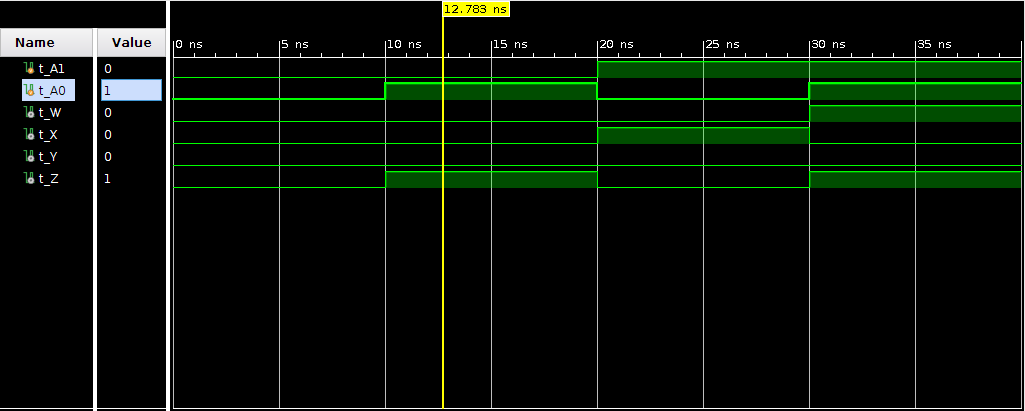 12.783 ns
Name Value 0 ns 5 ns 10 ns 15 ns 20 ns 25 ns 30 ns 35 ns
t_A1 0
t_A0 1
t_W 0
t_X 0
t_Y 0
t_Z 1